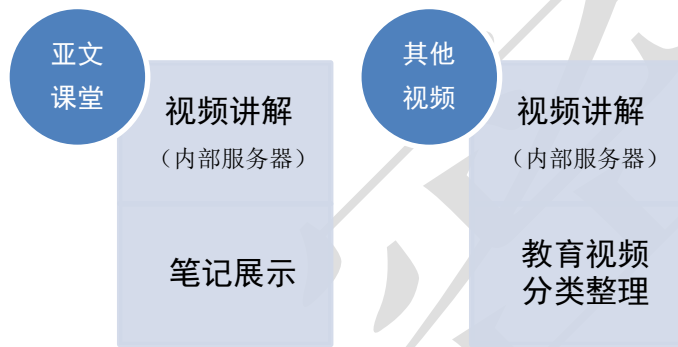 亚文
课堂
视频讲解
（内部服务器）
笔记展示
其他
视频
视频讲解
（内部服务器）
教育视频
分类整理